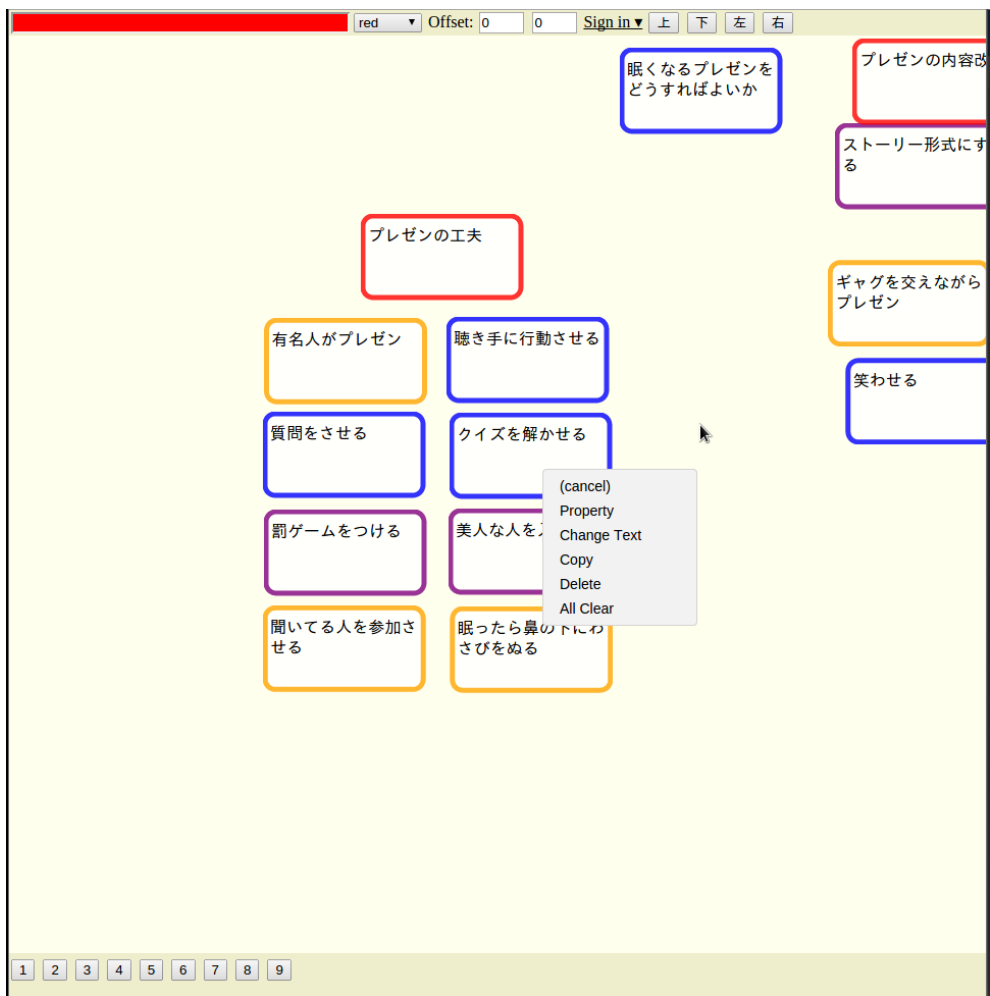 red Offset: 0 0 Sign in ▾ 上 下 左 右
眠くなるプレゼンを
どうすればよいか
プレゼンの内容改
ストーリー形式にす
る
プレゼンの工夫
ギャグを交えながら
プレゼン
有名人がプレゼン
聴き手に行動させる
笑わせる
質問をさせる
クイズを解かせる
(cancel)
Property
Change Text
Copy
Delete
All Clear
罰ゲームをつける
美人な人を
聞いてる人を参加さ
せる
眠ったら鼻の下にわ
さびをぬる
1 2 3 4 5 6 7 8 9